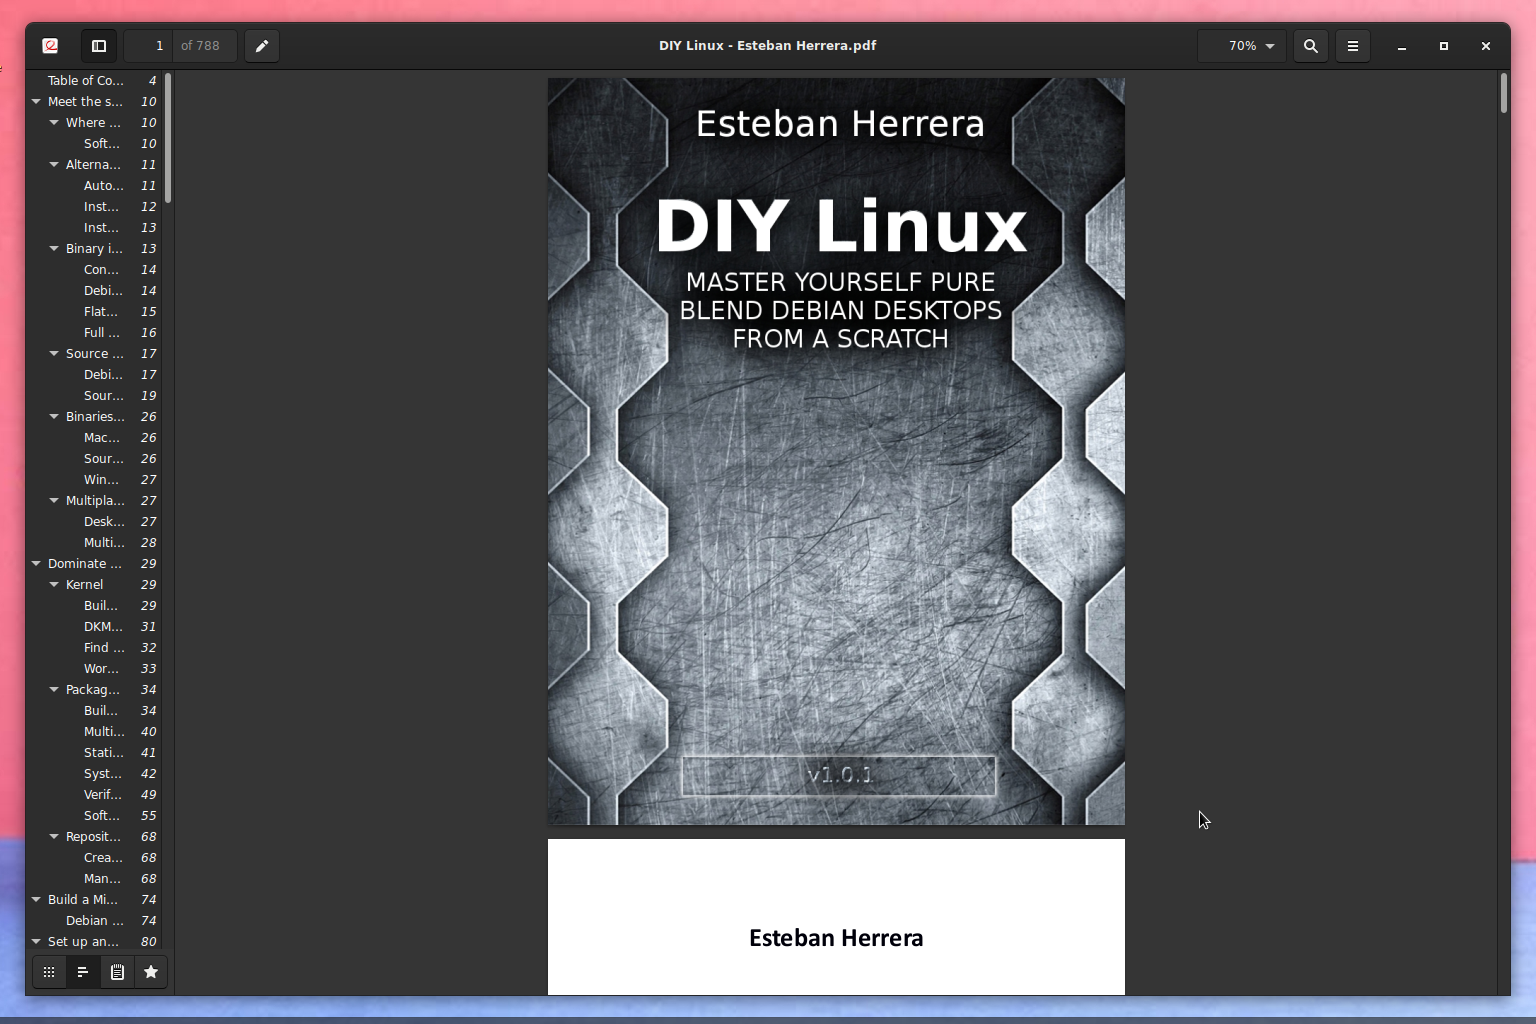 1 of 788
DIY Linux - Esteban Herrera.pdf
70%
Table of Co... 4
Meet the s... 10
Where ... 10
Soft... 10
Alterna... 11
Auto... 11
Inst... 12
Inst... 13
Binary i... 13
Con... 14
Debi... 14
Flat... 15
Full ... 16
Source ... 17
Debi... 17
Sour... 19
Binaries... 26
Mac... 26
Sour... 26
Win... 27
Multipla... 27
Desk... 27
Multi... 28
Dominate ... 29
Kernel 29
Buil... 29
DKM... 31
Find ... 32
Wor... 33
Packag... 34
Buil... 34
Multi... 40
Stati... 41
Syst... 42
Verif... 49
Soft... 55
Reposit... 68
Crea... 68
Man... 68
Build a Mi... 74
Debian ... 74
Set up an... 80
Esteban Herrera
DIY Linux
MASTER YOURSELF PURE
BLEND DEBIAN DESKTOPS
FROM A SCRATCH
v1.0.1
Esteban Herrera